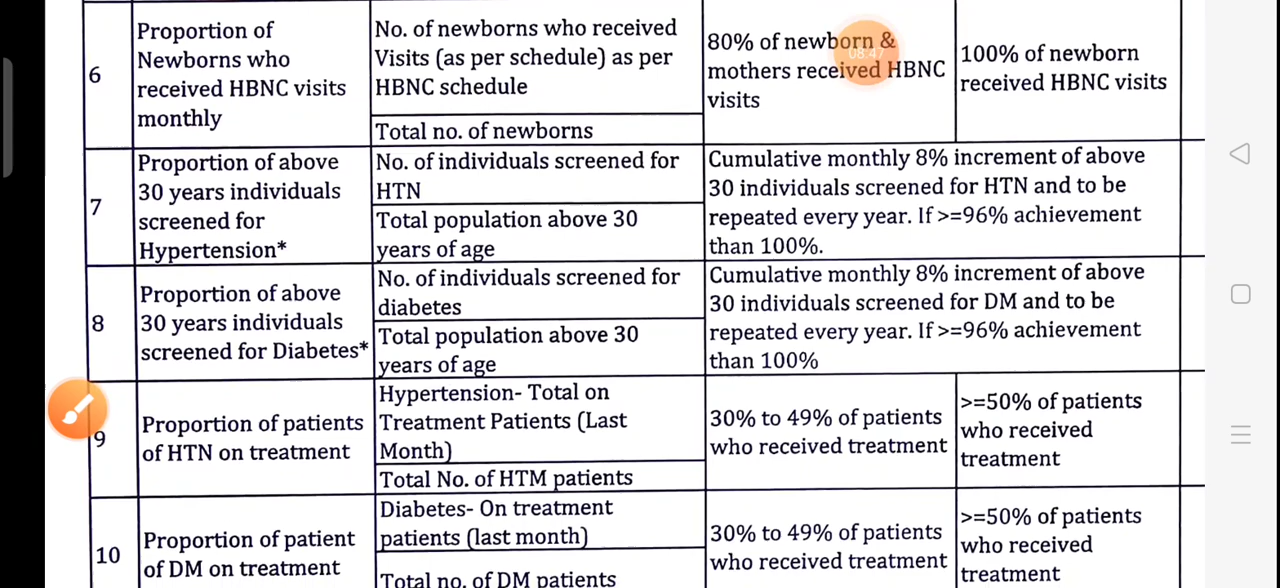 6
Proportion of
Newborns who
received HBNC visits
monthly
No. of newborns who received
Visits (as per schedule) as per
HBNC schedule
Total no. of newborns
80% of newborn &
mothers received HBNC
visits
100% of newborn
received HBNC visits
08:47
7
Proportion of above
30 years individuals
screened for
Hypertension*
No. of individuals screened for
HTN
Total population above 30
years of age
Cumulative monthly 8% increment of above
30 individuals screened for HTN and to be
repeated every year. If >=96% achievement
than 100%.
8
Proportion of above
30 years individuals
screened for Diabetes*
No. of individuals screened for
diabetes
Total population above 30
years of age
Cumulative monthly 8% increment of above
30 individuals screened for DM and to be
repeated every year. If >=96% achievement
than 100%
9
Proportion of patients
of HTN on treatment
Hypertension- Total on
Treatment Patients (Last
Month)
Total No. of HTM patients
30% to 49% of patients
who received treatment
>=50% of patients
who received
treatment
10
Proportion of patient
of DM on treatment
Diabetes- On treatment
patients (last month)
Total no. of DM patients
30% to 49% of patients
who received treatment
>=50% of patients
who received
treatment